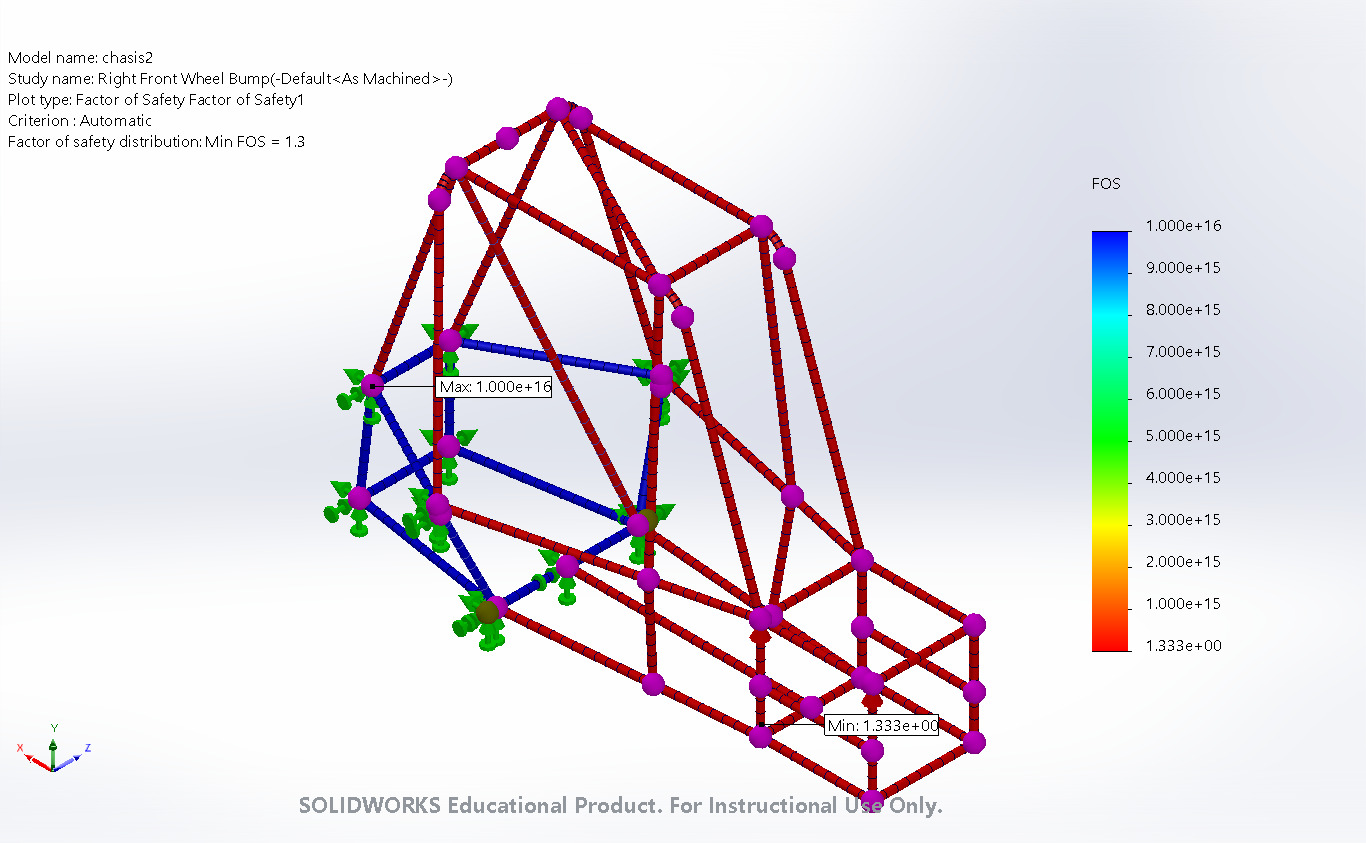 Model name: chasis2
Study name: Right Front Wheel Bump(-Default<As Machined>-)
Plot type: Factor of Safety Factor of Safety1
Criterion : Automatic
Factor of safety distribution: Min FOS = 1.3
FOS
1.000e+16
9.000e+15
8.000e+15
7.000e+15
6.000e+15
5.000e+15
4.000e+15
3.000e+15
2.000e+15
1.000e+15
1.333e+00
Max: 1.000e+16
Min: 1.333e+00
Y
X
Z
SOLIDWORKS Educational Product. For Instructional Use Only.